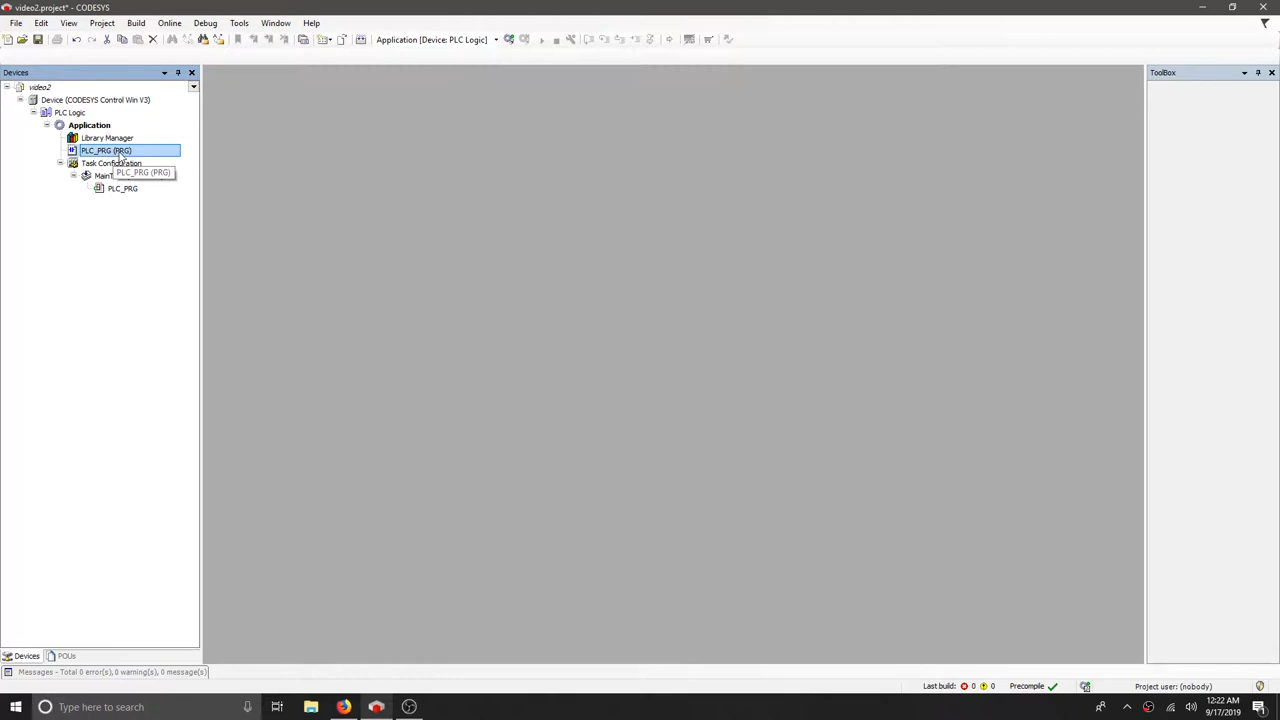 video2.project* - CODESYS
File Edit View Project Build Online Debug Tools Window Help
Application [Device: PLC Logic]
Devices
ToolBox
video2
Device (CODESYS Control Win V3)
PLC Logic
Application
Library Manager
PLC_PRG (PRG)
Task Configuration
PLC_PRG (PRG)
MainT
PLC_PRG
Devices POUs
Messages - Total 0 error(s), 0 warning(s), 0 message(s)
Last build: 0 0 Precompile Project user: (nobody)
Type here to search
12:22 AM
9/17/2019
1